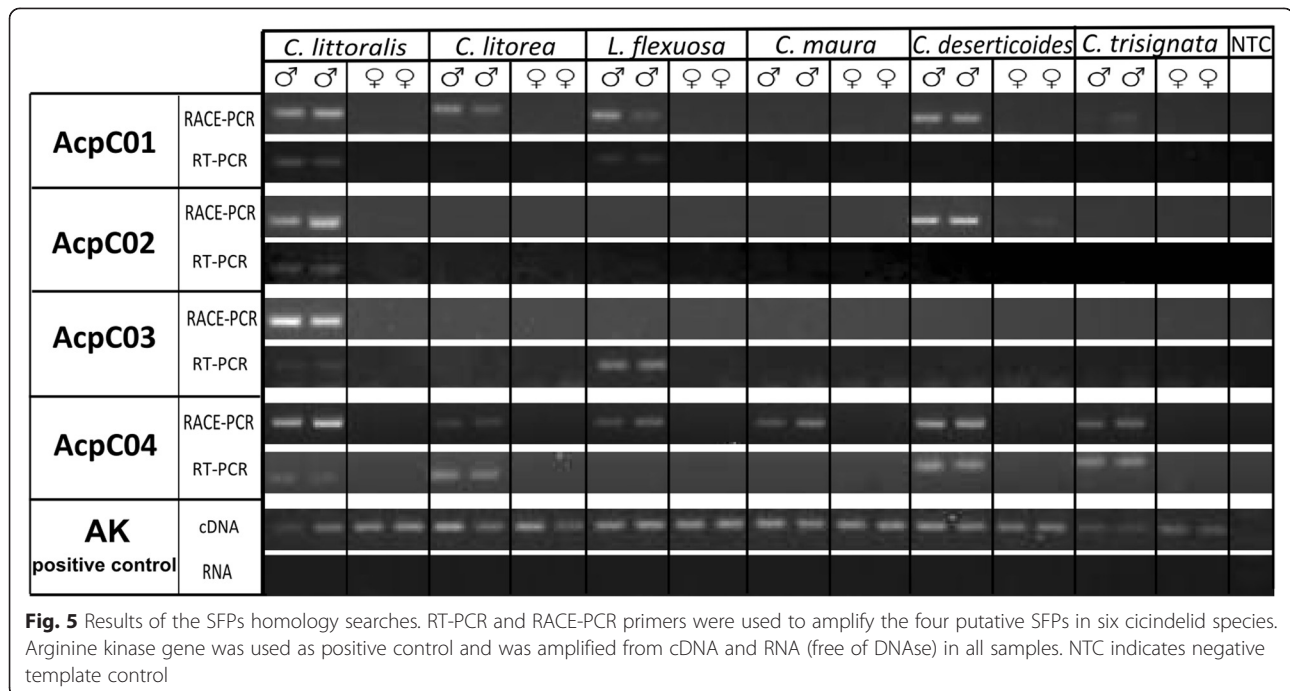 C. littoralis C. litorea L. flexuosa C. maura C. deserticoides C. trisignata NTC
♂ ♂ ♀ ♀ ♂ ♂ ♀ ♀ ♂ ♂ ♀ ♀ ♂ ♂ ♀ ♀ ♂ ♂ ♀ ♀ ♂ ♂ ♀ ♀
AcpC01
RACE-PCR
RT-PCR
AcpC02
RACE-PCR
RT-PCR
AcpC03
RACE-PCR
RT-PCR
AcpC04
RACE-PCR
RT-PCR
AK
positive control
cDNA
RNA
Fig. 5 Results of the SFPs homology searches. RT-PCR and RACE-PCR primers were used to amplify the four putative SFPs in six cicindelid species.
Arginine kinase gene was used as positive control and was amplified from cDNA and RNA (free of DNAse) in all samples. NTC indicates negative
template control